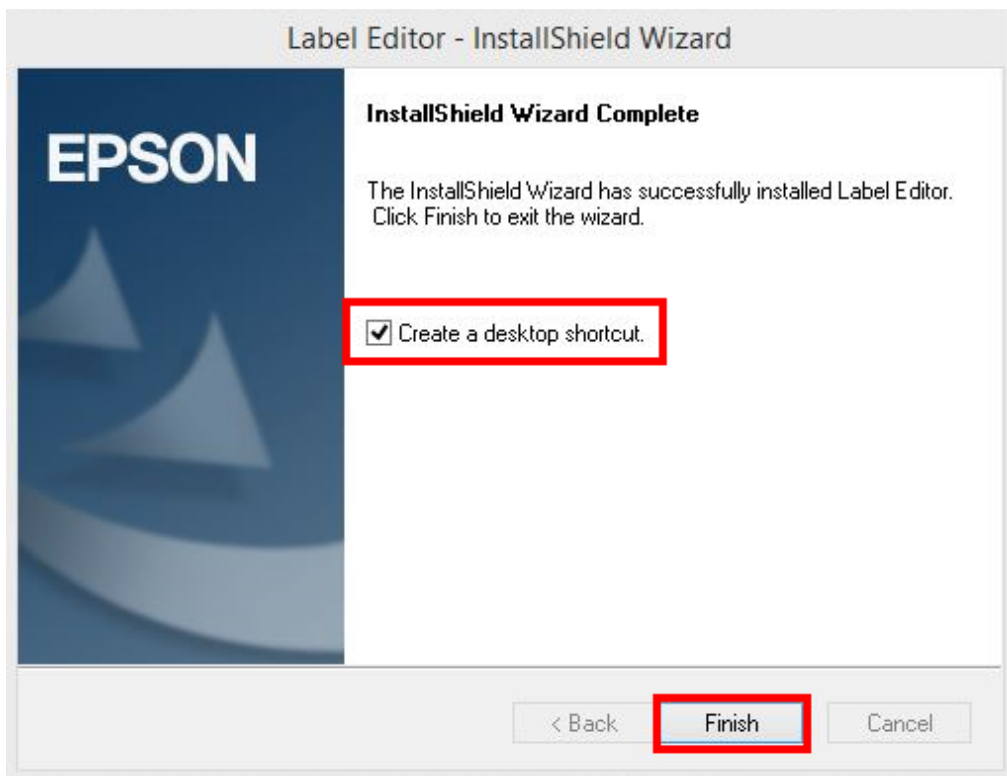 Label Editor - InstallShield Wizard
EPSON
InstallShield Wizard Complete
The InstallShield Wizard has successfully installed Label Editor.
Click Finish to exit the wizard.
Create a desktop shortcut.
< Back Finish Cancel